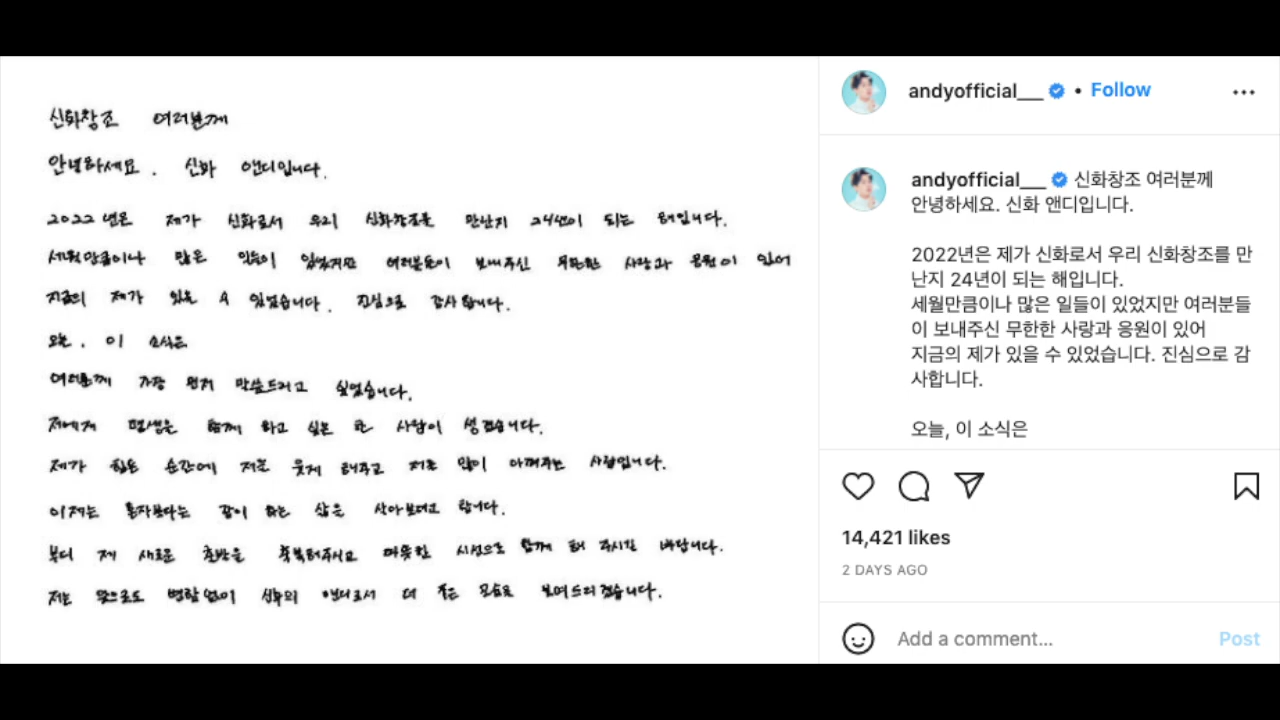 신화창조 여러분께
안녕하세요. 신화 앤디입니다.
2022년은 제가 신화로서 우리 신화창조를 만난지 24년이 되는 해입니다.
세월만큼이나 많은 일들이 있었지만 여러분들이 보내주신 무한한 사랑과 응원이 있어
지금의 제가 있을 수 있었습니다. 진심으로 감사합니다.
오늘, 이 소식은
여러분께 가장 먼저 말씀드리고 싶었습니다.
저에게 평생을 함께 하고 싶은 한 사람이 생겼습니다.
제가 힘든 순간에 저를 웃게 해주고 저를 많이 아껴주는 사람입니다.
이제는 혼자보다는 같이 하는 삶을 살아보려고 합니다.
부디 제 새로운 출발을 축복해주시고 따뜻한 시선으로 함께 해 주시길 바랍니다.
저는 앞으로도 변함없이 신화의 앤디로서 더 좋은 모습으로 보여드리겠습니다.
andyofficial___ • Follow
andyofficial___ 신화창조 여러분께
안녕하세요. 신화 앤디입니다.
2022년은 제가 신화로서 우리 신화창조를 만
난지 24년이 되는 해입니다.
세월만큼이나 많은 일들이 있었지만 여러분들
이 보내주신 무한한 사랑과 응원이 있어
지금의 제가 있을 수 있었습니다. 진심으로 감
사합니다.
오늘, 이 소식은
14,421 likes
2 DAYS AGO
Add a comment...
Post